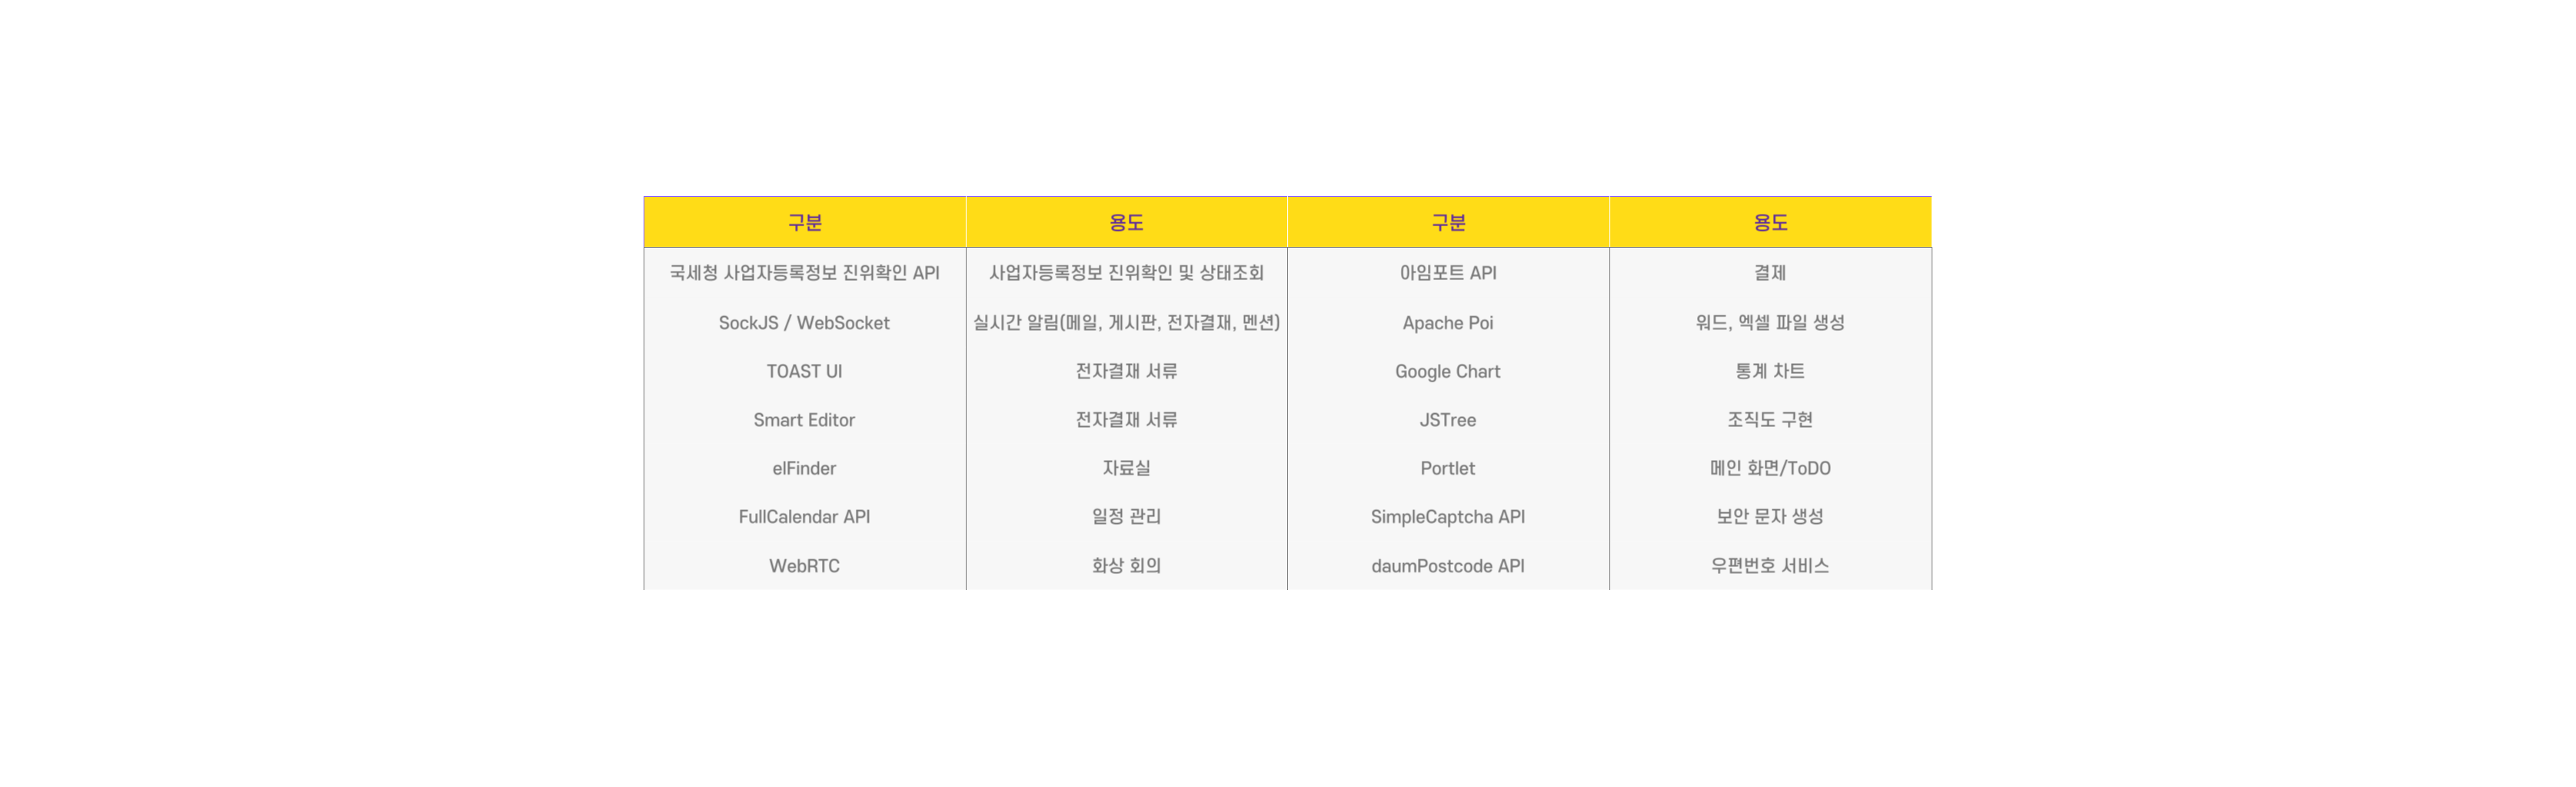 구분 용도 구분 용도
국세청 사업자등록정보 진위확인 API 사업자등록정보 진위확인 및 상태조회 아임포트 API 결제
SockJS / WebSocket 실시간 알림(메일, 게시판, 전자결재, 멘션) Apache Poi 워드, 엑셀 파일 생성
TOAST UI 전자결재 서류 Google Chart 통계 차트
Smart Editor 전자결재 서류 JSTree 조직도 구현
elFinder 자료실 Portlet 메인 화면/ToDO
FullCalendar API 일정 관리 SimpleCaptcha API 보안 문자 생성
WebRTC 화상 회의 daumPostcode API 우편번호 서비스